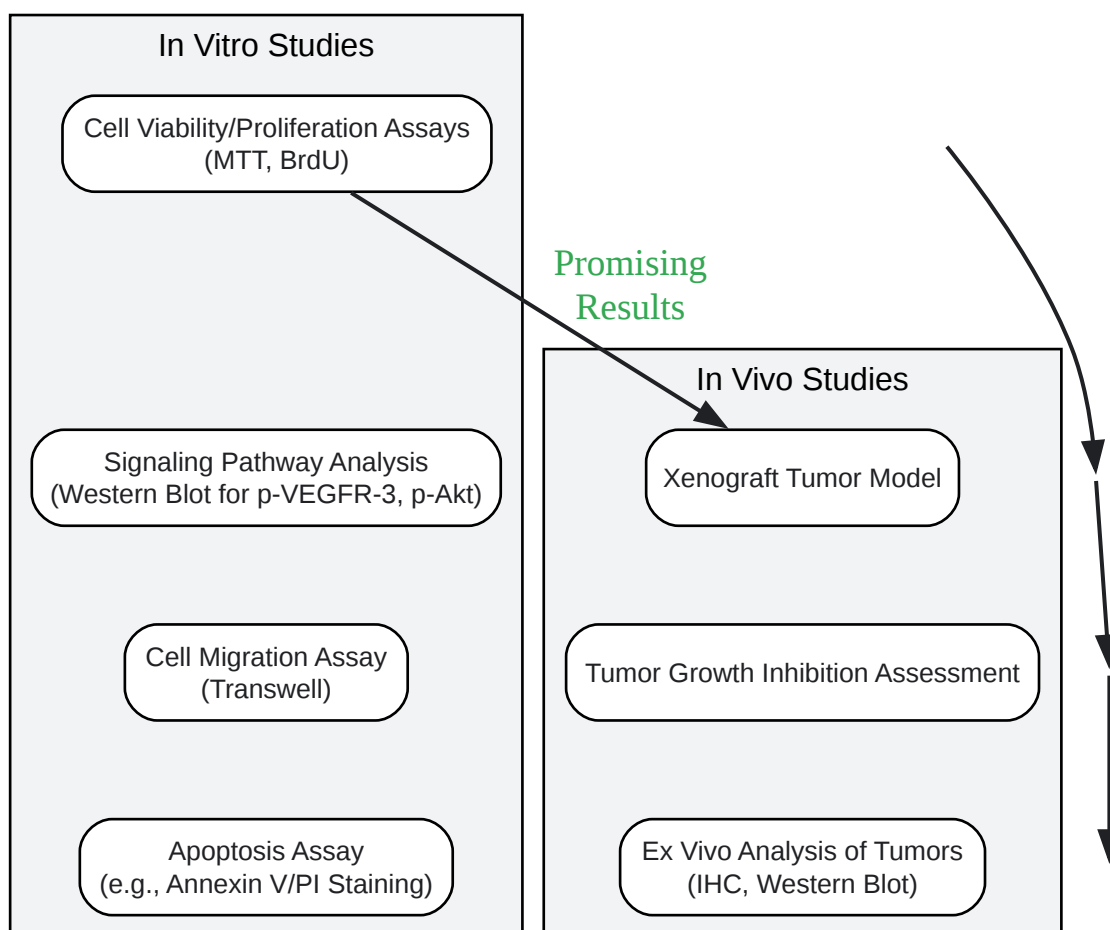 In Vitro Studies
Cell Viability/Proliferation Assays
(MTT, BrdU)
Promising
Results
In Vivo Studies
Signaling Pathway Analysis
(Western Blot for p-VEGFR-3, p-Akt)
Xenograft Tumor Model
Cell Migration Assay
(Transwell)
Tumor Growth Inhibition Assessment
Apoptosis Assay
(e.g., Annexin V/PI Staining)
Ex Vivo Analysis of Tumors
(IHC, Western Blot)